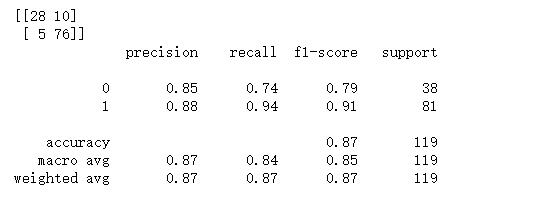 [[28 10]
 [ 5 76]]
precision recall f1-score support
0 0.85 0.74 0.79 38
1 0.88 0.94 0.91 81
accuracy 0.87 119
macro avg 0.87 0.84 0.85 119
weighted avg 0.87 0.87 0.87 119